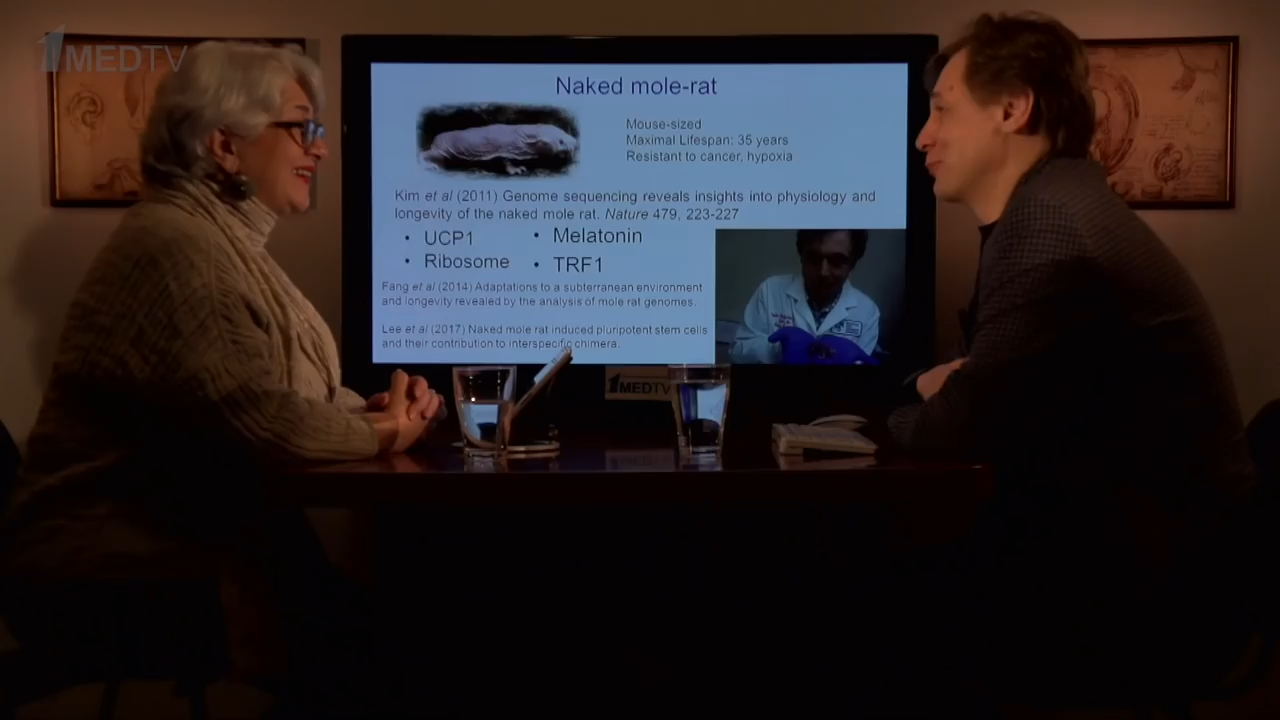 1MEDTV
Naked mole-rat
Mouse-sized
Maximal Lifespan: 35 years
Resistant to cancer, hypoxia
Kim et al (2011) Genome sequencing reveals insights into physiology and
longevity of the naked mole rat. Nature 479, 223-227
• UCP1
• Melatonin
• Ribosome
• TRF1
Fang et al (2014) Adaptations to a subterranean environment
and longevity revealed by the analysis of mole rat genomes.
Lee et al (2017) Naked mole rat induced pluripotent stem cells
and their contribution to interspecific chimera.
1MEDTV